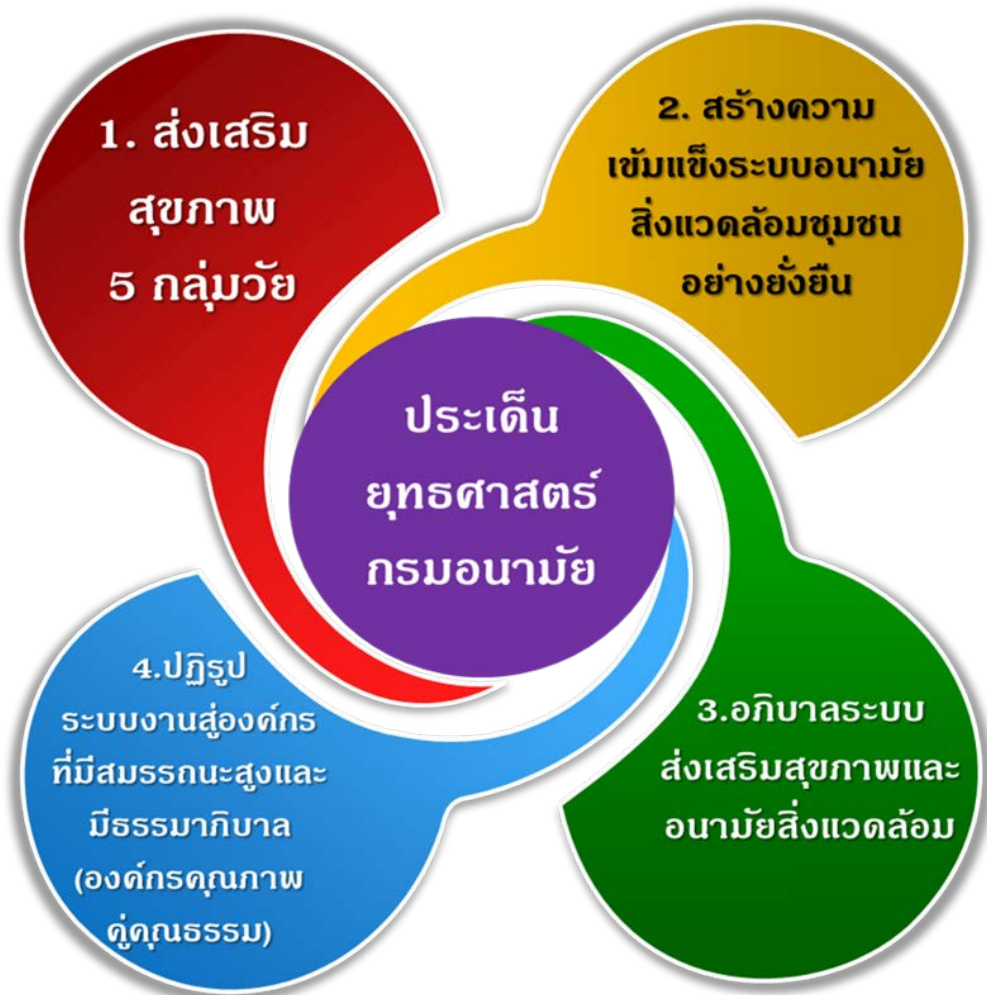 1. ส่งเสริม
สุขภาพ
5 กลุ่มวัย
2. สร้างความ
เข้มแข็งระบบอนามัย
สิ่งแวดล้อมชุมชน
อย่างยั่งยืน
ประเด็น
ยุทธศาสตร์
กรมอนามัย
3.อภิบาลระบบ
ส่งเสริมสุขภาพและ
อนามัยสิ่งแวดล้อม
4.ปฏิรูป
ระบบงานสู่องค์กร
ที่มีสมรรถนะสูงและ
มีธรรมาภิบาล
(องค์กรคุณภาพ
คู่คุณธรรม)